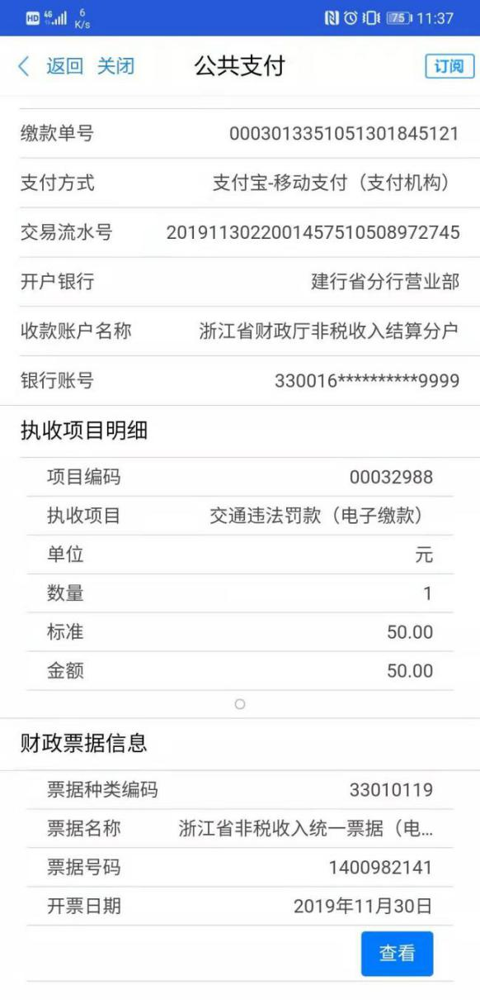 HD 4G 6 K/s 75 11:37
返回 关闭 公共支付 订阅
缴款单号 0003013351051301845121
支付方式 支付宝-移动支付（支付机构）
交易流水号 2019113022001457510508972745
开户银行 建行省分行营业部
收款账户名称 浙江省财政厅非税收入结算分户
银行账号 330016**********9999
执收项目明细
项目编码 00032988
执收项目 交通违法罚款（电子缴款）
单位 元
数量 1
标准 50.00
金额 50.00
财政票据信息
票据种类编码 33010119
票据名称 浙江省非税收入统一票据（电...
票据号码 1400982141
开票日期 2019年11月30日
查看